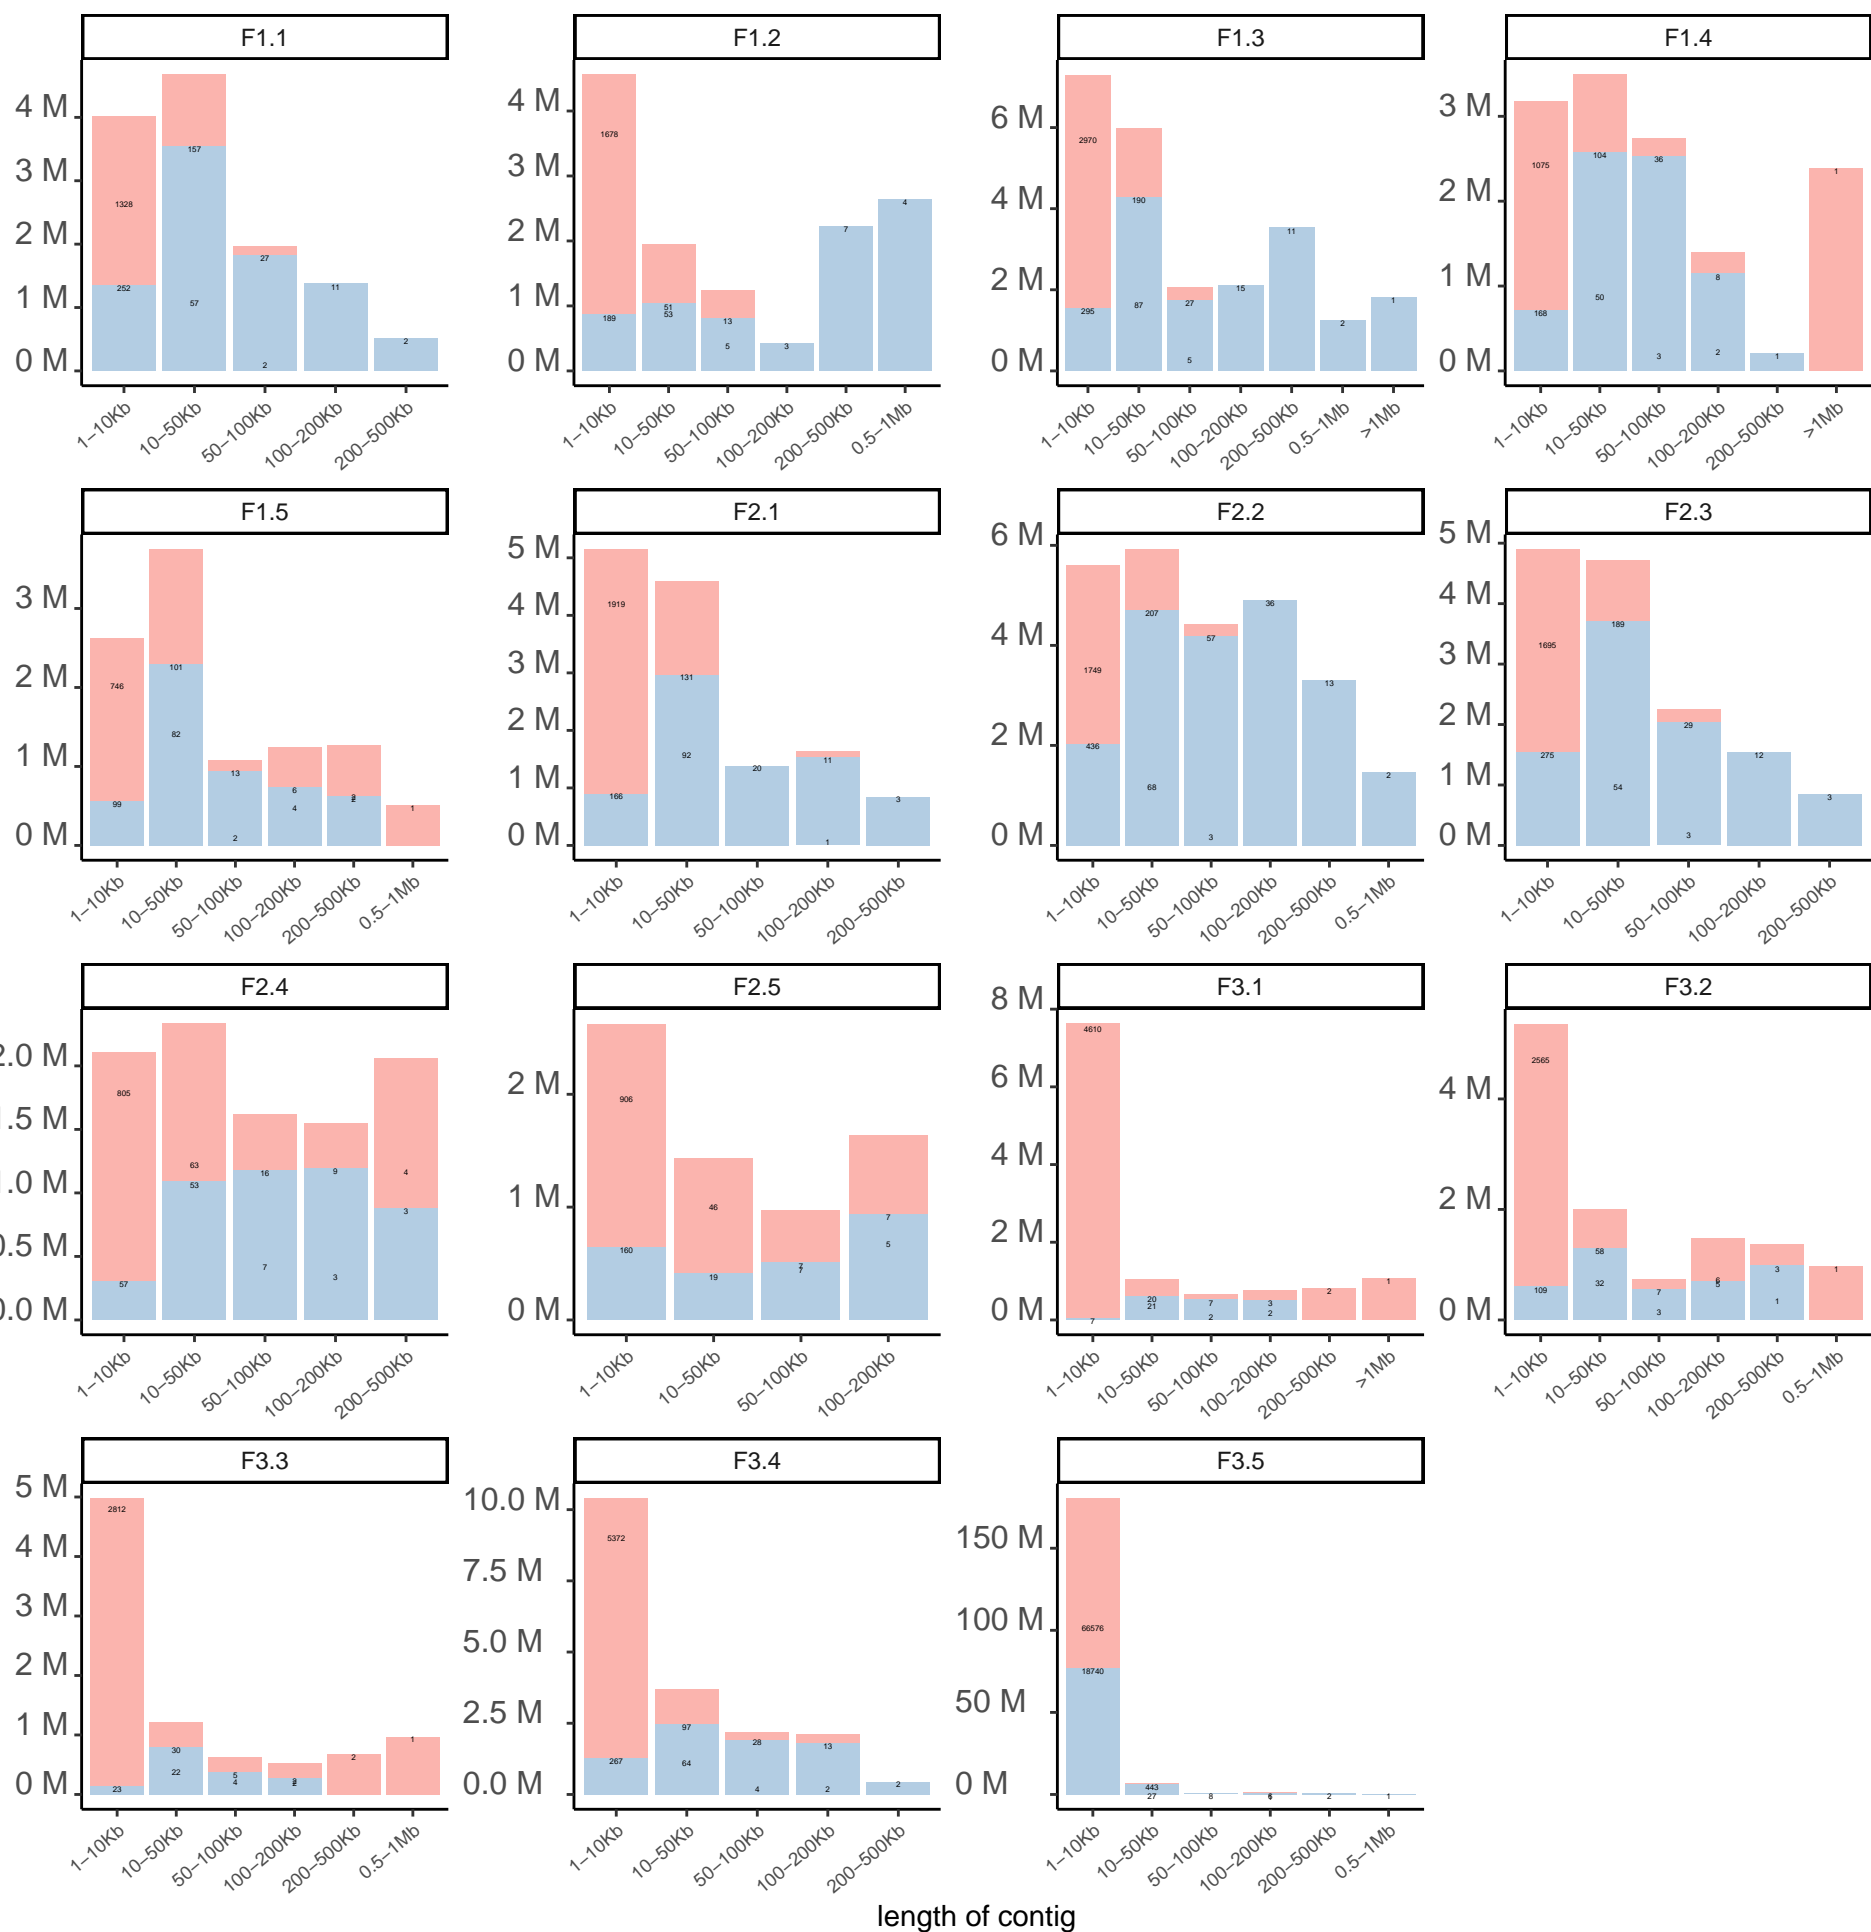 F1.1
4 M
3 M
2 M
1 M
0 M
1328
252
157
57
27
2
11
2
1–10Kb
10–50Kb
50–100Kb
100–200Kb
200–500Kb
F1.2
4 M
3 M
2 M
1 M
0 M
1678
189
51
53
13
5
3
7
4
1–10Kb
10–50Kb
50–100Kb
100–200Kb
200–500Kb
0.5–1Mb
F1.3
6 M
4 M
2 M
0 M
2970
295
190
87
27
5
15
11
2
1
1–10Kb
10–50Kb
50–100Kb
100–200Kb
200–500Kb
0.5–1Mb
>1Mb
F1.4
3 M
2 M
1 M
0 M
1075
168
104
50
36
3
8
2
1
1
1–10Kb
10–50Kb
50–100Kb
100–200Kb
200–500Kb
>1Mb
F1.5
3 M
2 M
1 M
0 M
746
99
101
82
13
2
6
4
2
1
1–10Kb
10–50Kb
50–100Kb
100–200Kb
200–500Kb
0.5–1Mb
F2.1
5 M
4 M
3 M
2 M
1 M
0 M
1919
166
131
92
20
11
1
3
1–10Kb
10–50Kb
50–100Kb
100–200Kb
200–500Kb
F2.2
6 M
4 M
2 M
0 M
1749
436
207
68
57
3
36
13
2
1–10Kb
10–50Kb
50–100Kb
100–200Kb
200–500Kb
0.5–1Mb
F2.3
5 M
4 M
3 M
2 M
1 M
0 M
1695
275
189
54
29
3
12
3
1–10Kb
10–50Kb
50–100Kb
100–200Kb
200–500Kb
F2.4
2.0 M
1.5 M
1.0 M
0.5 M
0.0 M
805
57
63
53
16
7
9
3
4
3
1–10Kb
10–50Kb
50–100Kb
100–200Kb
200–500Kb
F2.5
2 M
1 M
0 M
906
160
46
19
7
7
7
5
1–10Kb
10–50Kb
50–100Kb
100–200Kb
F3.1
8 M
6 M
4 M
2 M
0 M
4610
7
20
21
7
2
3
2
2
1
1–10Kb
10–50Kb
50–100Kb
100–200Kb
200–500Kb
>1Mb
F3.2
4 M
2 M
0 M
2565
109
58
32
7
3
6
5
3
1
1
1–10Kb
10–50Kb
50–100Kb
100–200Kb
200–500Kb
0.5–1Mb
F3.3
5 M
4 M
3 M
2 M
1 M
0 M
2812
23
30
22
5
4
2
2
1
1–10Kb
10–50Kb
50–100Kb
100–200Kb
200–500Kb
0.5–1Mb
F3.4
10.0 M
7.5 M
5.0 M
2.5 M
0.0 M
5372
267
97
64
28
4
13
2
2
1–10Kb
10–50Kb
50–100Kb
100–200Kb
200–500Kb
F3.5
150 M
100 M
50 M
0 M
66576
18740
443
27
8
2
1
1–10Kb
10–50Kb
50–100Kb
100–200Kb
200–500Kb
0.5–1Mb
length of contig